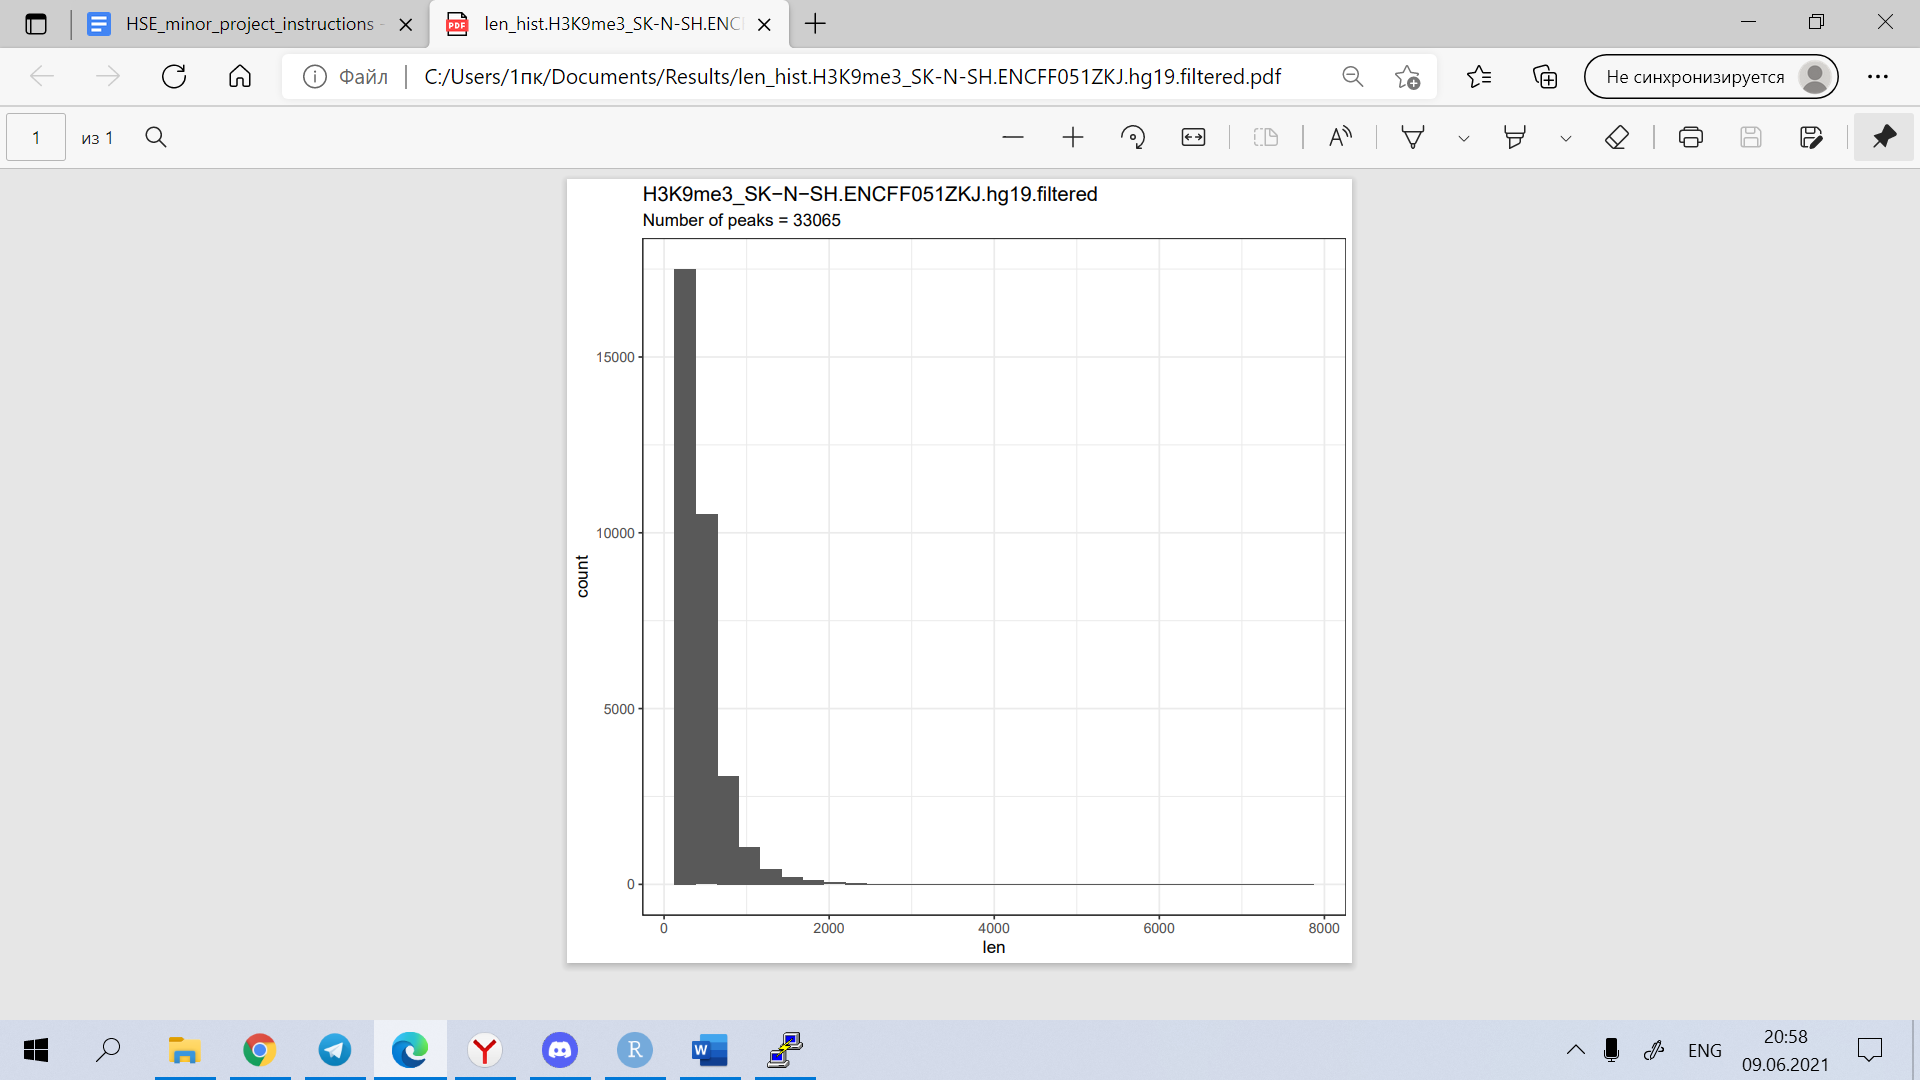 HSE_minor_project_instructions -
len_hist.H3K9me3_SK-N-SH.ENCF
Файл
C:/Users/1пк/Documents/Results/len_hist.H3K9me3_SK-N-SH.ENCFF051ZKJ.hg19.filtered.pdf
Не синхронизируется
1 из 1
H3K9me3_SK−N−SH.ENCFF051ZKJ.hg19.filtered
Number of peaks = 33065
15000
10000
5000
0
count
0 2000 4000 6000 8000
len
ENG
20:58
09.06.2021